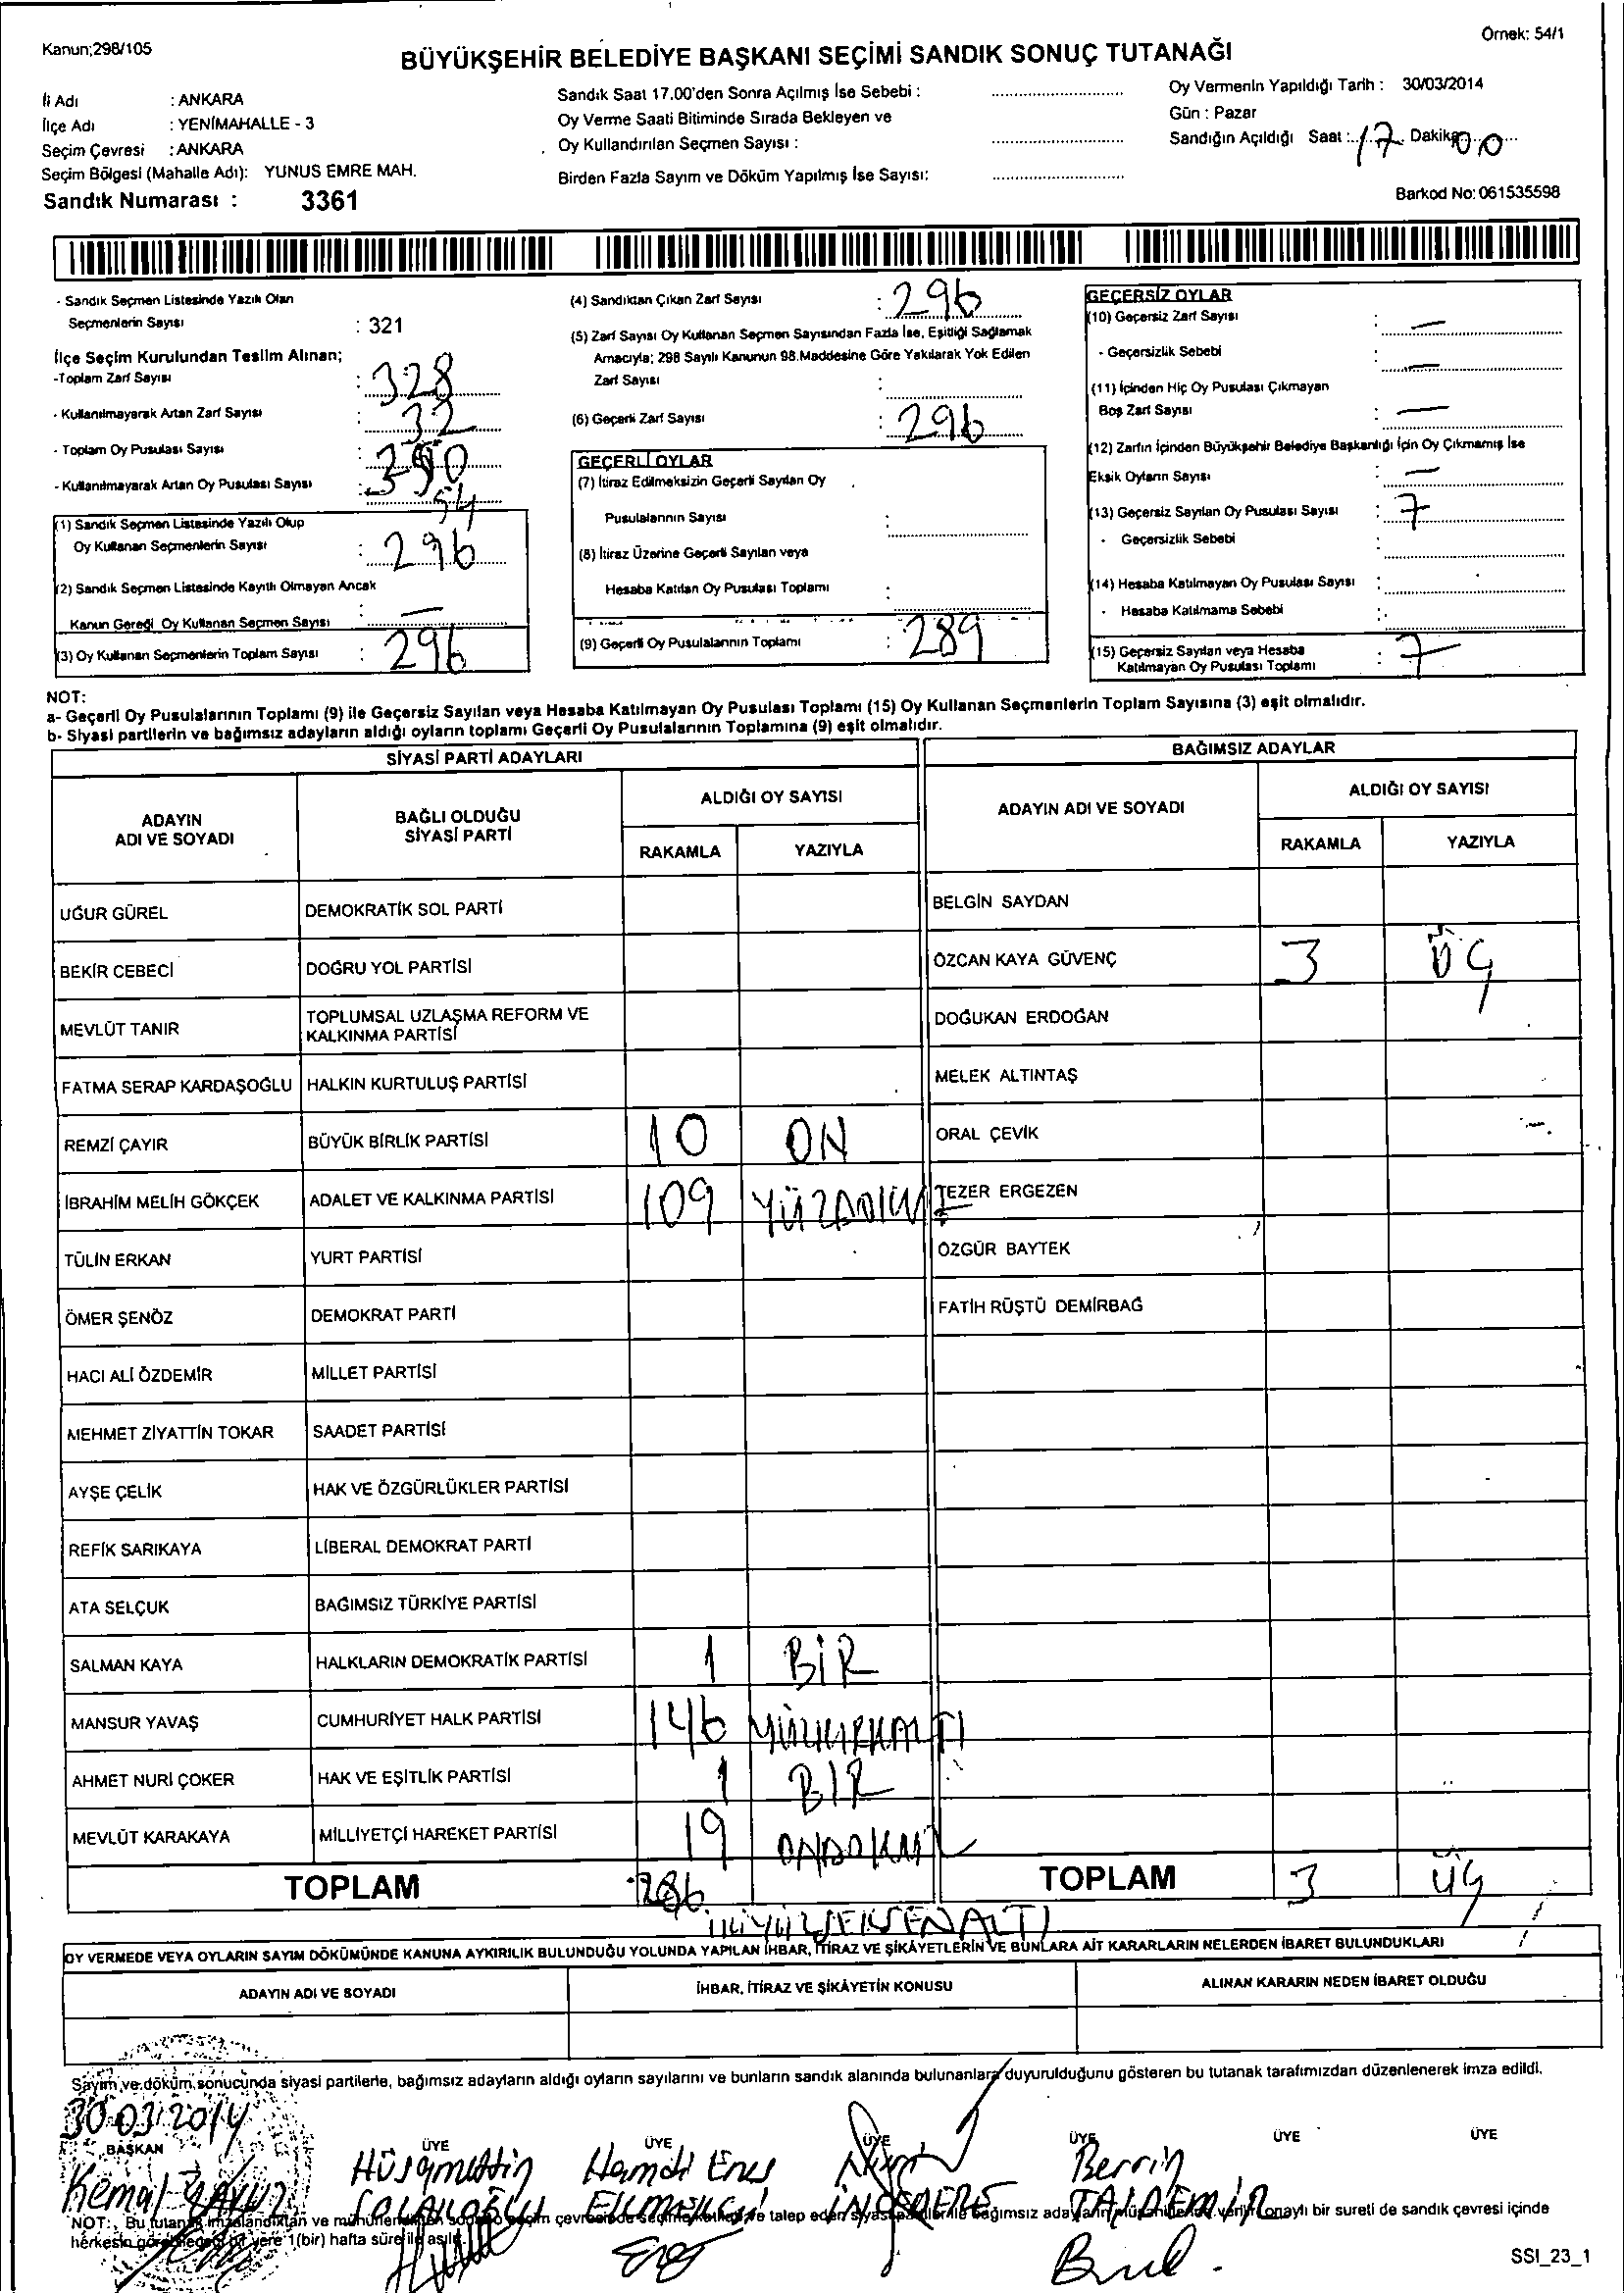 Kanun;298/105
Örnek: 54/1
BÜYÜKŞEHİR BELEDİYE BAŞKANI SEÇİMİ SANDIK SONUÇ TUTANAĞI
İli Adı : ANKARA
İlçe Adı : YENİMAHALLE - 3
Seçim Çevresi : ANKARA
Seçim Bölgesi (Mahalle Adı): YUNUS EMRE MAH.
Sandık Numarası : 3361
Sandık Saat 17.00'den Sonra Açılmış İse Sebebi :
Oy Verme Saati Bitiminde Sırada Bekleyen ve
Oy Kullandırılan Seçmen Sayısı :
Birden Fazla Sayım ve Döküm Yapılmış İse Sayısı:
Oy Vermenin Yapıldığı Tarih : 30/03/2014
Gün : Pazar
Sandığın Açıldığı Saat : 17 Dakika 00
Barkod No: 061535598
- Sandık Seçmen Listesinde Yazılı Olan
Seçmenlerin Sayısı : 321
İlçe Seçim Kurulundan Teslim Alınan;
-Toplam Zarf Sayısı : 328
- Kullanılmayarak Artan Zarf Sayısı : 32
- Toplam Oy Pusulası Sayısı : 350
- Kullanılmayarak Artan Oy Pusulası Sayısı : 54
(1) Sandık Seçmen Listesinde Yazılı Olup
Oy Kullanan Seçmenlerin Sayısı : 296
(2) Sandık Seçmen Listesinde Kayıtlı Olmayan Ancak
Kanun Gereği Oy Kullanan Seçmen Sayısı : —
(3) Oy Kullanan Seçmenlerin Toplam Sayısı : 296
(4) Sandıktan Çıkan Zarf Sayısı : 296
(5) Zarf Sayısı Oy Kullanan Seçmen Sayısından Fazla İse, Eşitliği Sağlamak
Amacıyla; 298 Sayılı Kanunun 98.Maddesine Göre Yakılarak Yok Edilen
Zarf Sayısı :
(6) Geçerli Zarf Sayısı : 296
GEÇERLİ OYLAR
(7) İtiraz Edilmeksizin Geçerli Sayılan Oy
Pusulalarının Sayısı :
(8) İtiraz Üzerine Geçerli Sayılan veya
Hesaba Katılan Oy Pusulası Toplamı :
(9) Geçerli Oy Pusulalarının Toplamı : 289
GEÇERSİZ OYLAR
(10) Geçersiz Zarf Sayısı : —
- Geçersizlik Sebebi : —
(11) İçinden Hiç Oy Pusulası Çıkmayan
Boş Zarf Sayısı : —
(12) Zarfın İçinden Büyükşehir Belediye Başkanlığı İçin Oy Çıkmamış İse
Eksik Oyların Sayısı : —
(13) Geçersiz Sayılan Oy Pusulası Sayısı : 7
- Geçersizlik Sebebi :
(14) Hesaba Katılmayan Oy Pusulası Sayısı :
- Hesaba Katılmama Sebebi :
(15) Geçersiz Sayılan veya Hesaba
Katılmayan Oy Pusulası Toplamı : 7
NOT:
a- Geçerli Oy Pusulalarının Toplamı (9) ile Geçersiz Sayılan veya Hesaba Katılmayan Oy Pusulası Toplamı (15) Oy Kullanan Seçmenlerin Toplam Sayısına (3) eşit olmalıdır.
b- Siyasi partilerin ve bağımsız adayların aldığı oyların toplamı Geçerli Oy Pusulalarının Toplamına (9) eşit olmalıdır.
SİYASİ PARTİ ADAYLARI
ADAYIN
ADI VE SOYADI
BAĞLI OLDUĞU
SİYASİ PARTİ
ALDIĞI OY SAYISI
RAKAMLA YAZIYLA
UĞUR GÜREL DEMOKRATİK SOL PARTİ
BEKİR CEBECİ DOĞRU YOL PARTİSİ
MEVLÜT TANIR TOPLUMSAL UZLAŞMA REFORM VE
KALKINMA PARTİSİ
FATMA SERAP KARDAŞOĞLU HALKIN KURTULUŞ PARTİSİ
REMZİ ÇAYIR BÜYÜK BİRLİK PARTİSİ 10 ON
İBRAHİM MELİH GÖKÇEK ADALET VE KALKINMA PARTİSİ 109
TÜLİN ERKAN YURT PARTİSİ
ÖMER ŞENÖZ DEMOKRAT PARTİ
HACI ALİ ÖZDEMİR MİLLET PARTİSİ
MEHMET ZİYATTİN TOKAR SAADET PARTİSİ
AYŞE ÇELİK HAK VE ÖZGÜRLÜKLER PARTİSİ
REFİK SARIKAYA LİBERAL DEMOKRAT PARTİ
ATA SELÇUK BAĞIMSIZ TÜRKİYE PARTİSİ
SALMAN KAYA HALKLARIN DEMOKRATİK PARTİSİ 1 BİR
MANSUR YAVAŞ CUMHURİYET HALK PARTİSİ 146 YÜZKIRKALTI
AHMET NURİ ÇOKER HAK VE EŞİTLİK PARTİSİ 1 BIR
MEVLÜT KARAKAYA MİLLİYETÇİ HAREKET PARTİSİ 19 ONDOKUZ
TOPLAM 286 İKİYÜZSEKSENALTI
BAĞIMSIZ ADAYLAR
ADAYIN ADI VE SOYADI
ALDIĞI OY SAYISI
RAKAMLA YAZIYLA
BELGİN SAYDAN
ÖZCAN KAYA GÜVENÇ 3 ÜÇ
DOĞUKAN ERDOĞAN
MELEK ALTINTAŞ
ORAL ÇEVİK
TEZER ERGEZEN
ÖZGÜR BAYTEK
FATİH RÜŞTÜ DEMİRBAĞ
TOPLAM 3 ÜÇ
OY VERMEDE VEYA OYLARIN SAYIM DÖKÜMÜNDE KANUNA AYKIRILIK BULUNDUĞU YOLUNDA YAPILAN İHBAR, İTİRAZ VE ŞİKÂYETLERİN VE BUNLARA AİT KARARLARIN NELERDEN İBARET BULUNDUKLARI
ADAYIN ADI VE SOYADI İHBAR, İTİRAZ VE ŞİKÂYETİN KONUSU ALINAN KARARIN NEDEN İBARET OLDUĞU
Sayım ve döküm sonucunda siyasi partilerle, bağımsız adayların aldığı oyların sayılarını ve bunların sandık alanında bulunanlara duyurulduğunu gösteren bu tutanak tarafımızdan düzenlenerek imza edildi.
30.03.2014
BAŞKAN ÜYE ÜYE ÜYE ÜYE ÜYE ÜYE
Kemal Hüsamettin Hamdi Enes Berrin
NOT: Bu tutanak imzalandıktan ve mühürlendikten sonra seçim çevresinde seçime katılan ve talep eden siyasi partiler ile bağımsız adayların müşahitlerine verilir, onaylı bir sureti de sandık çevresi içinde
herkesin görebileceği bir yere 1(bir) hafta süre ile asılır.
SSI_23_1